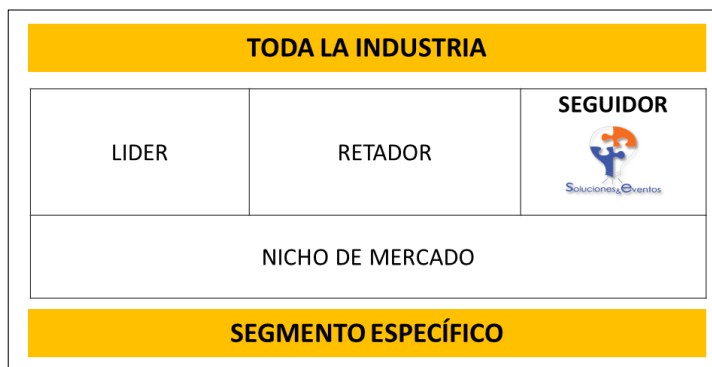 TODA LA INDUSTRIA
LIDER
RETADOR
SEGUIDOR
Soluciones&eventos
NICHO DE MERCADO
SEGMENTO ESPECÍFICO